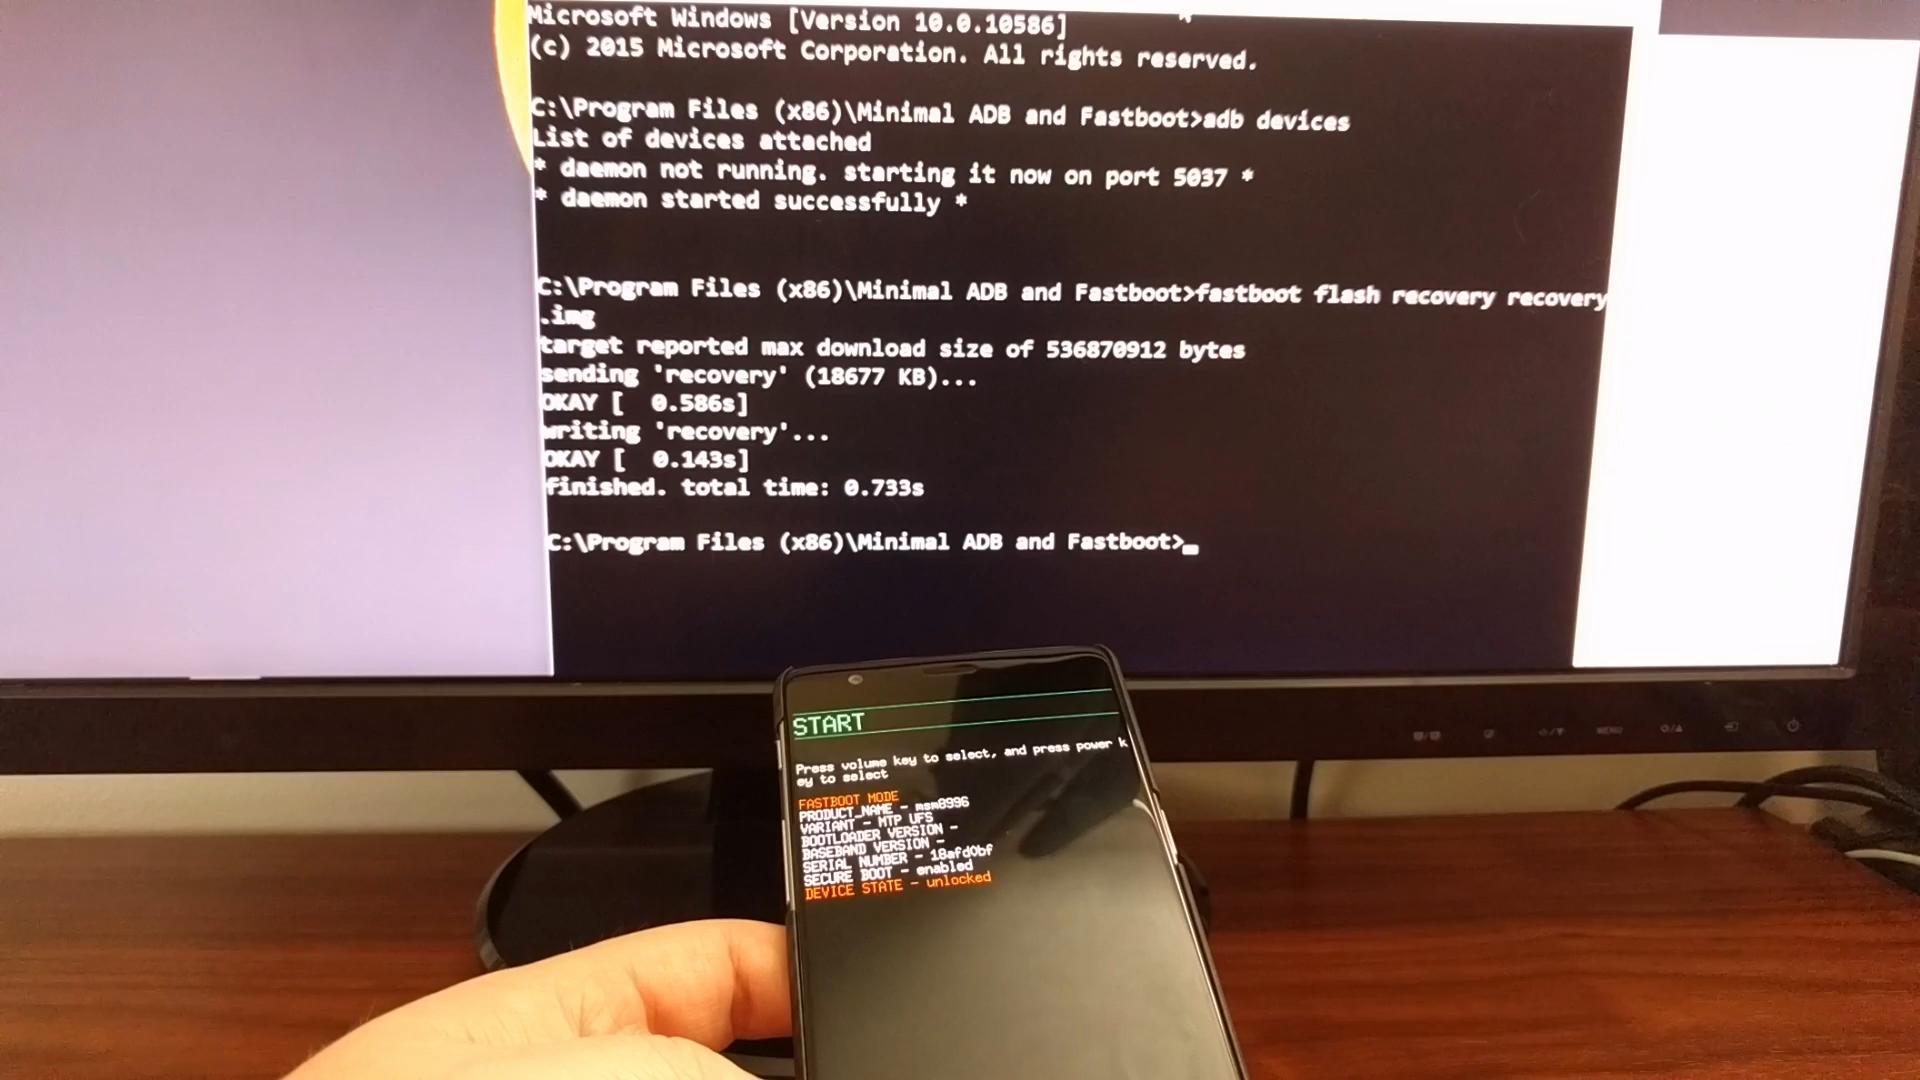 Microsoft Windows [Version 10.0.10586]
(c) 2015 Microsoft Corporation. All rights reserved.
C:\Program Files (x86)\Minimal ADB and Fastboot>adb devices
List of devices attached
* daemon not running. starting it now on port 5037 *
* daemon started successfully *
C:\Program Files (x86)\Minimal ADB and Fastboot>fastboot flash recovery recovery
.img
target reported max download size of 536870912 bytes
sending 'recovery' (18677 KB)...
OKAY [  0.586s]
writing 'recovery'...
OKAY [  0.143s]
finished. total time: 0.733s
C:\Program Files (x86)\Minimal ADB and Fastboot>_
START
Press volume key to select, and press power k
ey to select
FASTBOOT MODE
PRODUCT_NAME - msm8996
VARIANT - MTP UFS
BOOTLOADER VERSION -
BASEBAND VERSION -
SERIAL NUMBER - 18afd0bf
SECURE BOOT - enabled
DEVICE STATE - unlocked
MENU